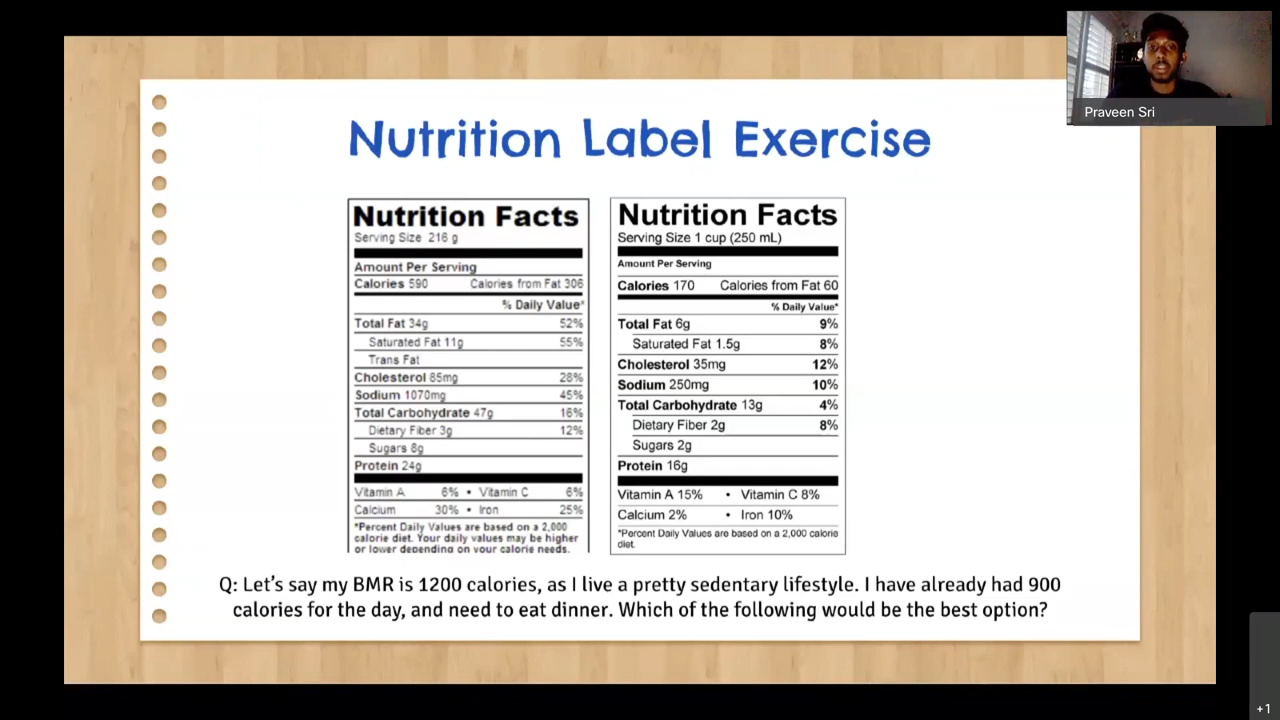 Praveen Sri
Nutrition Label Exercise
Nutrition Facts
Serving Size 216 g
Amount Per Serving
Calories 590 Calories from Fat 306
% Daily Value*
Total Fat 34g 52%
Saturated Fat 11g 55%
Trans Fat
Cholesterol 85mg 28%
Sodium 1070mg 45%
Total Carbohydrate 47g 16%
Dietary Fiber 3g 12%
Sugars 8g
Protein 24g
Vitamin A 6% • Vitamin C 6%
Calcium 30% • Iron 25%
*Percent Daily Values are based on a 2,000
calorie diet. Your daily values may be higher
or lower depending on your calorie needs.
Nutrition Facts
Serving Size 1 cup (250 mL)
Amount Per Serving
Calories 170 Calories from Fat 60
% Daily Value*
Total Fat 6g 9%
Saturated Fat 1.5g 8%
Cholesterol 35mg 12%
Sodium 250mg 10%
Total Carbohydrate 13g 4%
Dietary Fiber 2g 8%
Sugars 2g
Protein 16g
Vitamin A 15% • Vitamin C 8%
Calcium 2% • Iron 10%
*Percent Daily Values are based on a 2,000 calorie
diet.
Q: Let's say my BMR is 1200 calories, as I live a pretty sedentary lifestyle. I have already had 900
calories for the day, and need to eat dinner. Which of the following would be the best option?
+1